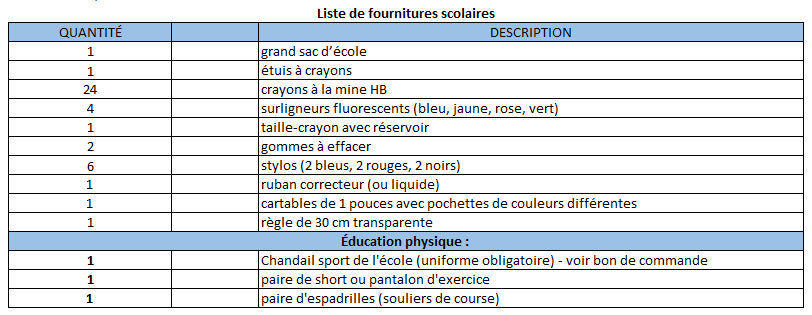 Liste de fournitures scolaires
QUANTITÉ DESCRIPTION
1 grand sac d’école
1 étuis à crayons
24 crayons à la mine HB
4 surligneurs fluorescents (bleu, jaune, rose, vert)
1 taille-crayon avec réservoir
2 gommes à effacer
6 stylos (2 bleus, 2 rouges, 2 noirs)
1 ruban correcteur (ou liquide)
1 cartables de 1 pouces avec pochettes de couleurs différentes
1 règle de 30 cm transparente
Éducation physique :
1 Chandail sport de l'école (uniforme obligatoire) - voir bon de commande
1 paire de short ou pantalon d'exercice
1 paire d'espadrilles (souliers de course)